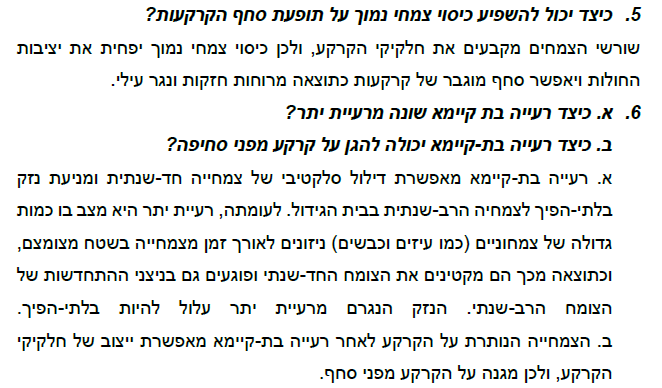 5. כיצד יכול להשפיע כיסוי צמחי נמוך על תופעת סחף הקרקעות?
שורשי הצמחים מקבעים את חלקיקי הקרקע, ולכן כיסוי צמחי נמוך יפחית את יציבות
החולות ויאפשר סחף מוגבר של קרקעות כתוצאה מרוחות חזקות ונגר עילי.
6. א. כיצד רעייה בת קיימא שונה מרעיית יתר?
ב. כיצד רעייה בת-קיימא יכולה להגן על קרקע מפני סחיפה?
א. רעייה בת-קיימא מאפשרת דילול סלקטיבי של צמחייה חד-שנתית ומניעת נזק
בלתי-הפיך לצמחיה הרב-שנתית בבית הגידול. לעומתה, רעיית יתר היא מצב בו כמות
גדולה של צמחוניים (כמו עיזים וכבשים) ניזונים לאורך זמן מצמחייה בשטח מצומצם,
וכתוצאה מכך הם מקטינים את הצומח החד-שנתי ופוגעים גם בניצני ההתחדשות של
הצומח הרב-שנתי. הנזק הנגרם מרעיית יתר עלול להיות בלתי-הפיך.
ב. הצמחייה הנותרת על הקרקע לאחר רעייה בת-קיימא מאפשרת ייצוב של חלקיקי
הקרקע, ולכן מגנה על הקרקע מפני סחף.